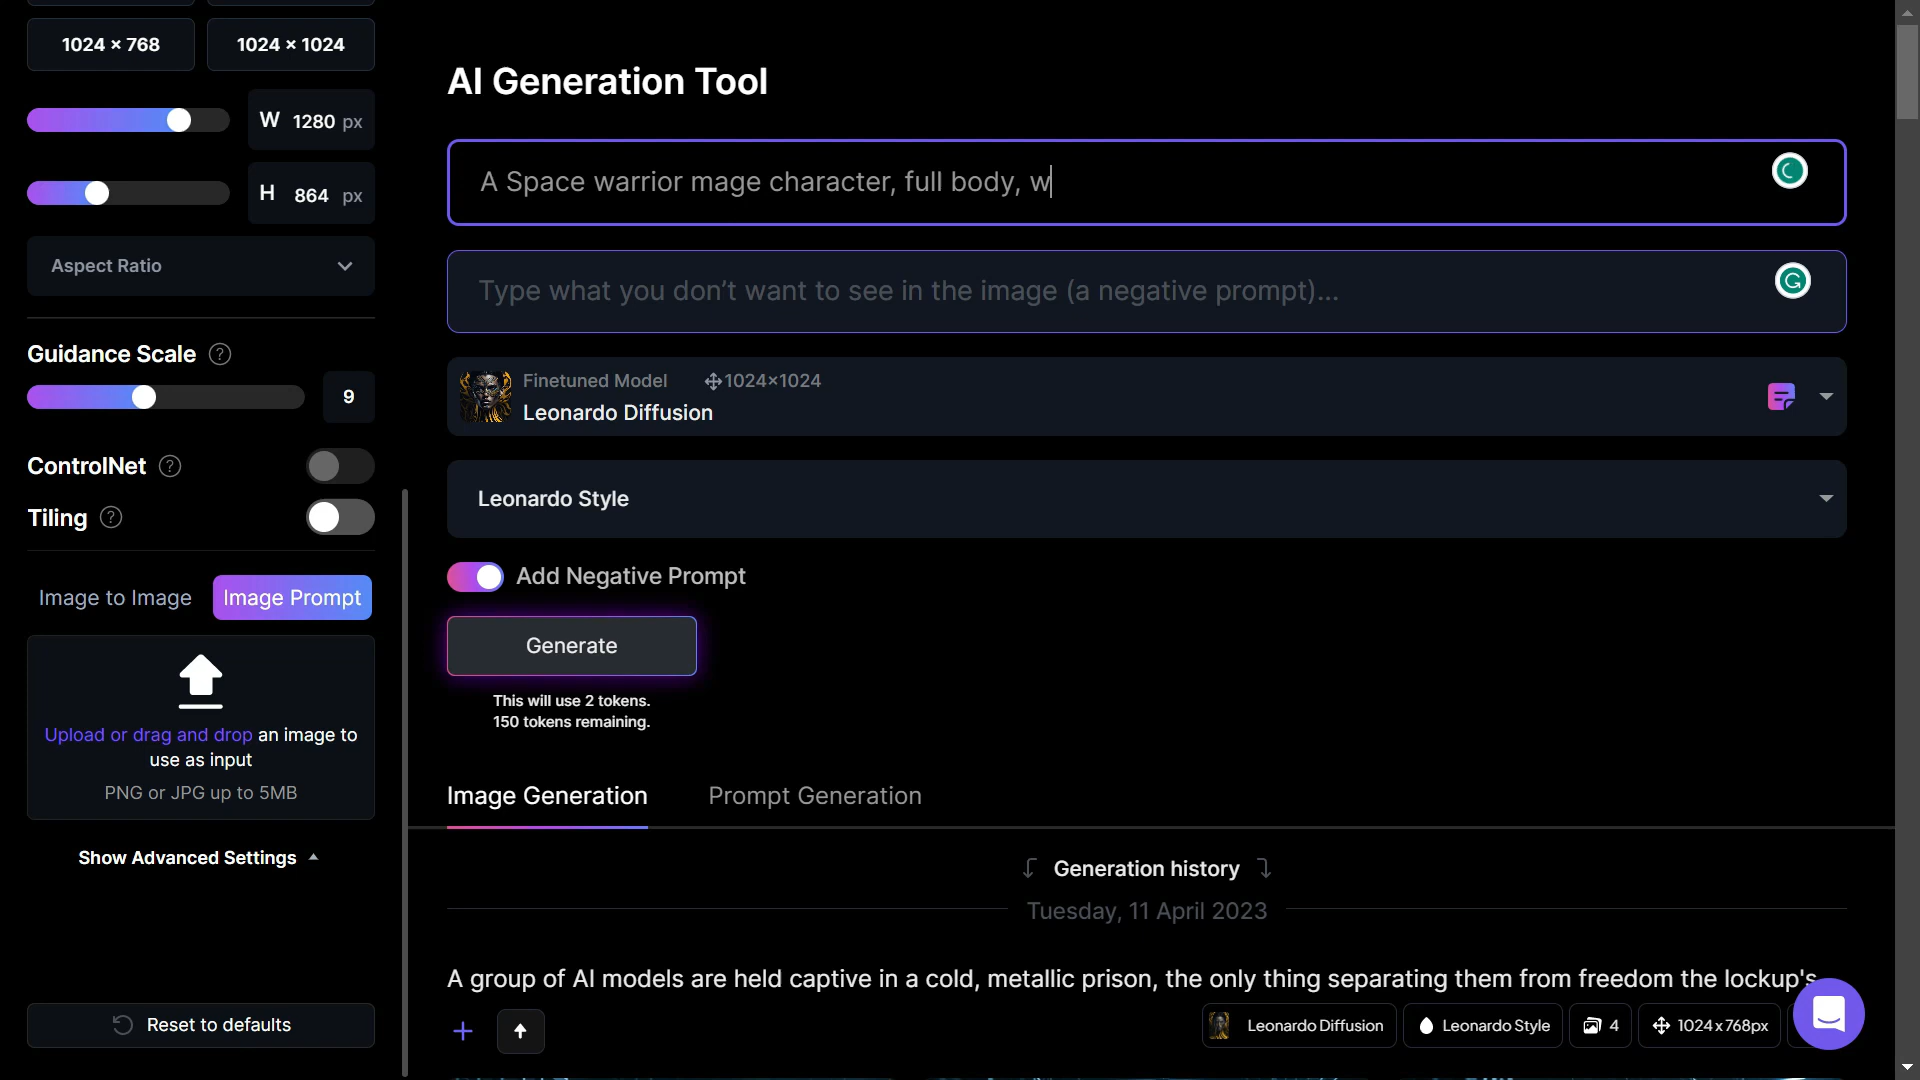 1024 × 768
1024 × 1024
W 1280 px
H 864 px
Aspect Ratio
Guidance Scale ?
9
ControlNet ?
Tiling ?
Image to Image
Image Prompt
Upload or drag and drop an image to
use as input
PNG or JPG up to 5MB
Show Advanced Settings
Reset to defaults
AI Generation Tool
A Space warrior mage character, full body, w
Type what you don’t want to see in the image (a negative prompt)...
Finetuned Model 1024×1024
Leonardo Diffusion
Leonardo Style
Add Negative Prompt
Generate
This will use 2 tokens.
150 tokens remaining.
Image Generation
Prompt Generation
Generation history
Tuesday, 11 April 2023
A group of AI models are held captive in a cold, metallic prison, the only thing separating them from freedom the lockup's
Leonardo Diffusion
Leonardo Style
4
1024x768px